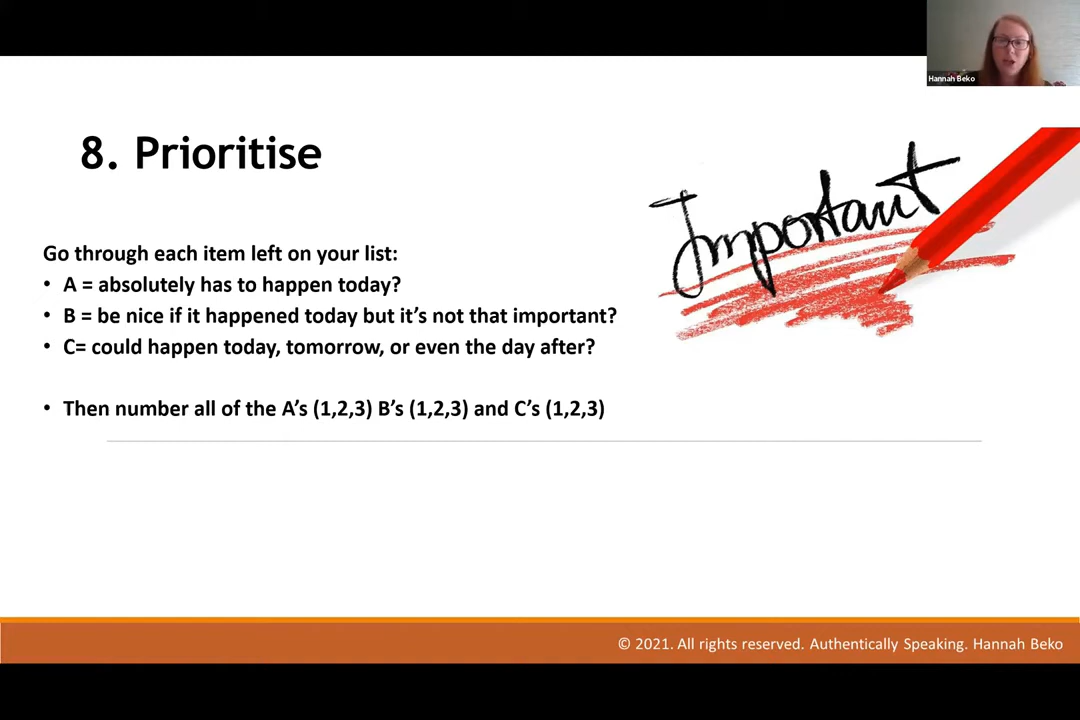 Hannah Beko
8. Prioritise
Important
Go through each item left on your list:
• A = absolutely has to happen today?
• B = be nice if it happened today but it's not that important?
• C= could happen today, tomorrow, or even the day after?
• Then number all of the A's (1,2,3) B's (1,2,3) and C's (1,2,3)
© 2021. All rights reserved. Authentically Speaking. Hannah Beko